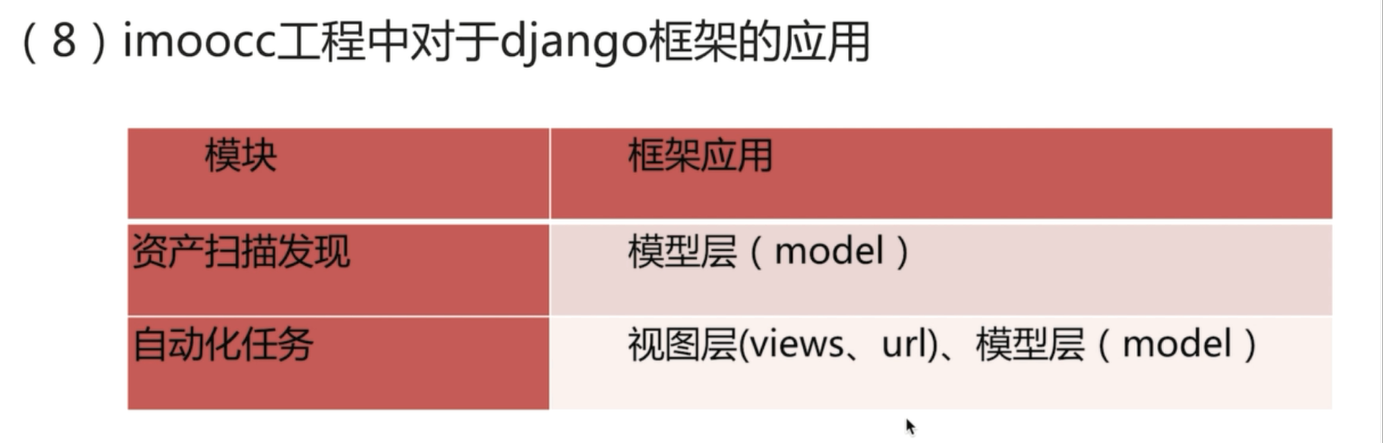 （8）imoocc工程中对于django框架的应用
模块 框架应用
资产扫描发现 模型层（model）
自动化任务 视图层(views、url)、模型层（model）